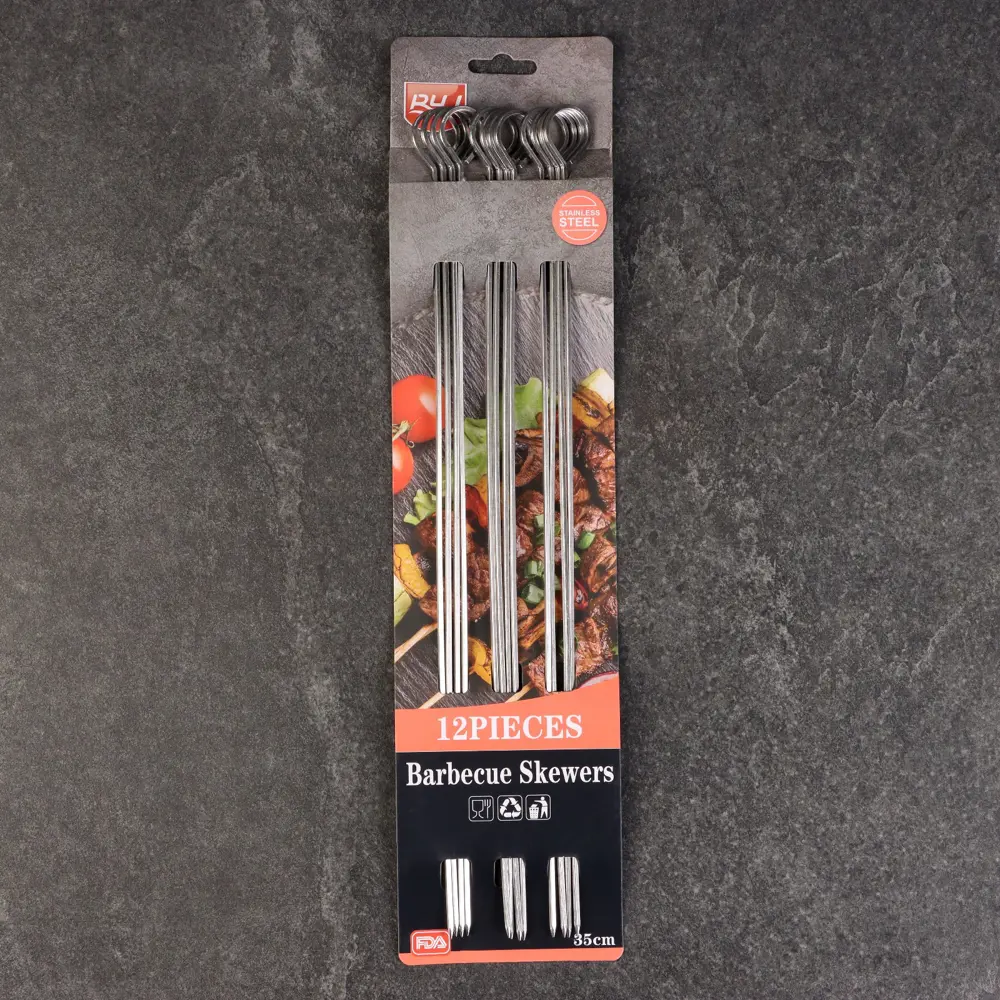 STAINLESS
STEEL
12PIECES
Barbecue Skewers
FDA
35cm